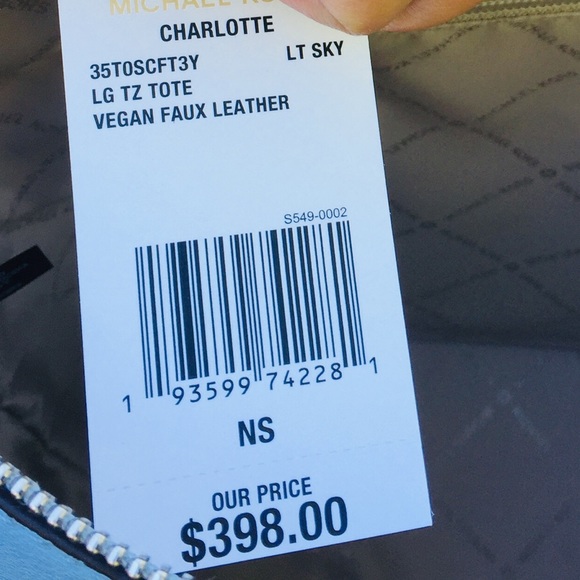 MICHAEL
CHARLOTTE
35T0SCFT3Y LT SKY
LG TZ TOTE
VEGAN FAUX LEATHER
S549-0002
1 93599 74228 1
NS
OUR PRICE
$398.00